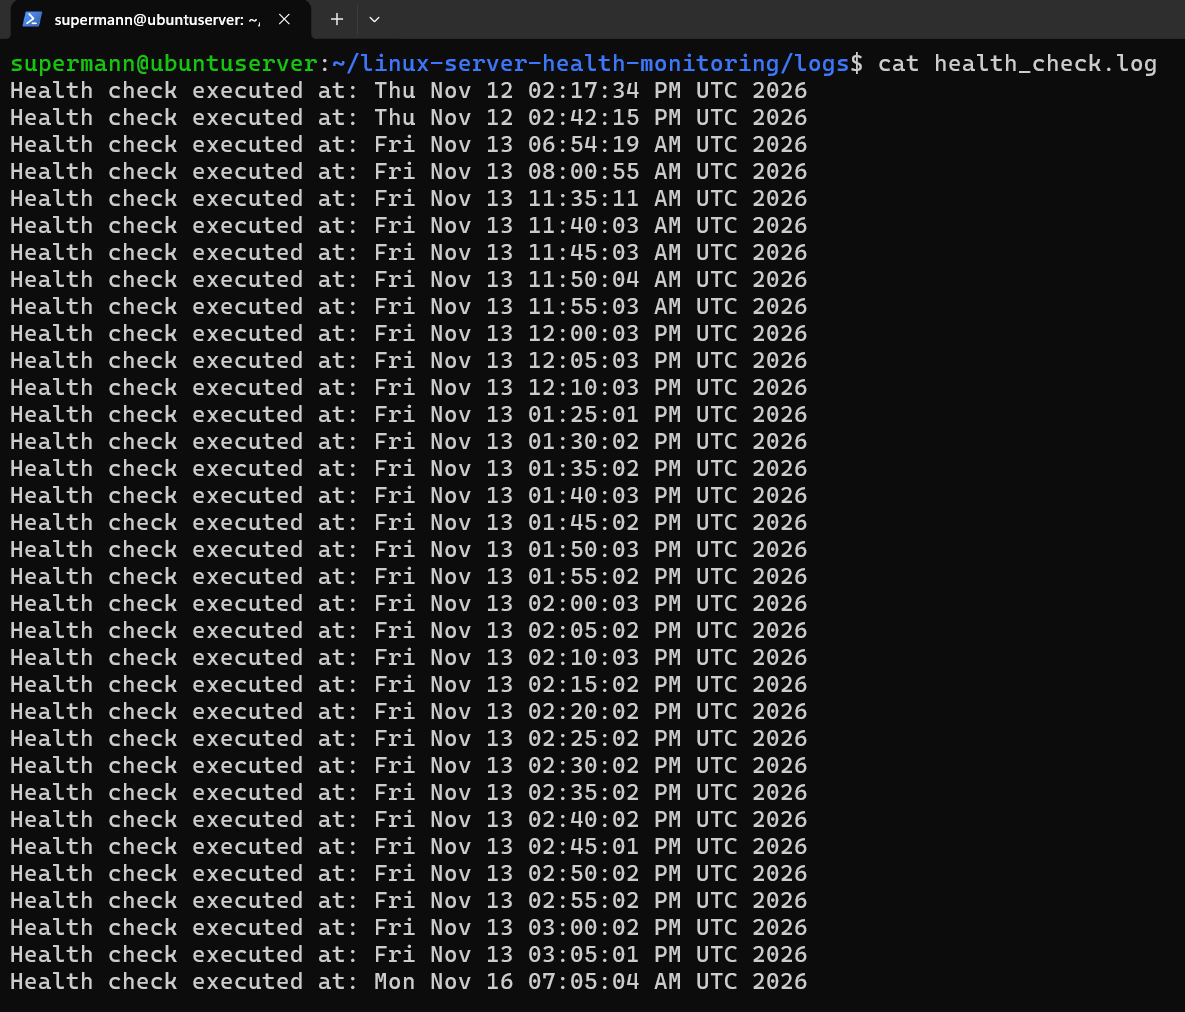 supermann@ubuntuserver: ~,
supermann@ubuntuserver:~/linux-server-health-monitoring/logs$ cat health_check.log
Health check executed at: Thu Nov 12 02:17:34 PM UTC 2026
Health check executed at: Thu Nov 12 02:42:15 PM UTC 2026
Health check executed at: Fri Nov 13 06:54:19 AM UTC 2026
Health check executed at: Fri Nov 13 08:00:55 AM UTC 2026
Health check executed at: Fri Nov 13 11:35:11 AM UTC 2026
Health check executed at: Fri Nov 13 11:40:03 AM UTC 2026
Health check executed at: Fri Nov 13 11:45:03 AM UTC 2026
Health check executed at: Fri Nov 13 11:50:04 AM UTC 2026
Health check executed at: Fri Nov 13 11:55:03 AM UTC 2026
Health check executed at: Fri Nov 13 12:00:03 PM UTC 2026
Health check executed at: Fri Nov 13 12:05:03 PM UTC 2026
Health check executed at: Fri Nov 13 12:10:03 PM UTC 2026
Health check executed at: Fri Nov 13 01:25:01 PM UTC 2026
Health check executed at: Fri Nov 13 01:30:02 PM UTC 2026
Health check executed at: Fri Nov 13 01:35:02 PM UTC 2026
Health check executed at: Fri Nov 13 01:40:03 PM UTC 2026
Health check executed at: Fri Nov 13 01:45:02 PM UTC 2026
Health check executed at: Fri Nov 13 01:50:03 PM UTC 2026
Health check executed at: Fri Nov 13 01:55:02 PM UTC 2026
Health check executed at: Fri Nov 13 02:00:03 PM UTC 2026
Health check executed at: Fri Nov 13 02:05:02 PM UTC 2026
Health check executed at: Fri Nov 13 02:10:03 PM UTC 2026
Health check executed at: Fri Nov 13 02:15:02 PM UTC 2026
Health check executed at: Fri Nov 13 02:20:02 PM UTC 2026
Health check executed at: Fri Nov 13 02:25:02 PM UTC 2026
Health check executed at: Fri Nov 13 02:30:02 PM UTC 2026
Health check executed at: Fri Nov 13 02:35:02 PM UTC 2026
Health check executed at: Fri Nov 13 02:40:02 PM UTC 2026
Health check executed at: Fri Nov 13 02:45:01 PM UTC 2026
Health check executed at: Fri Nov 13 02:50:02 PM UTC 2026
Health check executed at: Fri Nov 13 02:55:02 PM UTC 2026
Health check executed at: Fri Nov 13 03:00:02 PM UTC 2026
Health check executed at: Fri Nov 13 03:05:01 PM UTC 2026
Health check executed at: Mon Nov 16 07:05:04 AM UTC 2026